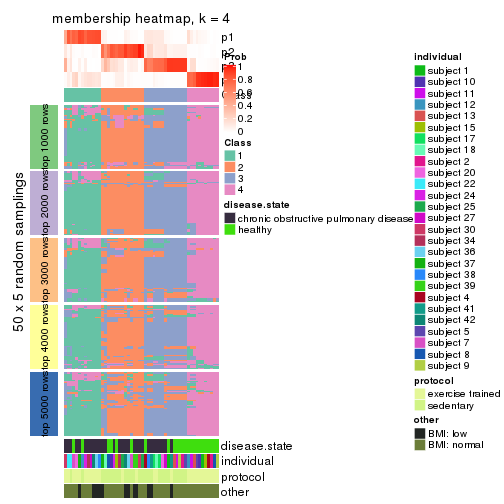 membership heatmap, k = 4
p1
p2
p3
Prob
1
0.8
0.6
0.4
0.2
0
Class
1
2
3
4
disease.state
chronic obstructive pulmonary disease
healthy
50 x 5 random samplings
top 1000 rows
top 2000 rows
top 3000 rows
top 4000 rows
top 5000 rows
disease.state
individual
protocol
other
individual
subject 1
subject 10
subject 11
subject 12
subject 13
subject 15
subject 17
subject 18
subject 2
subject 20
subject 22
subject 24
subject 25
subject 27
subject 30
subject 34
subject 36
subject 37
subject 38
subject 39
subject 4
subject 41
subject 42
subject 5
subject 7
subject 8
subject 9
protocol
exercise trained
sedentary
other
BMI: low
BMI: normal